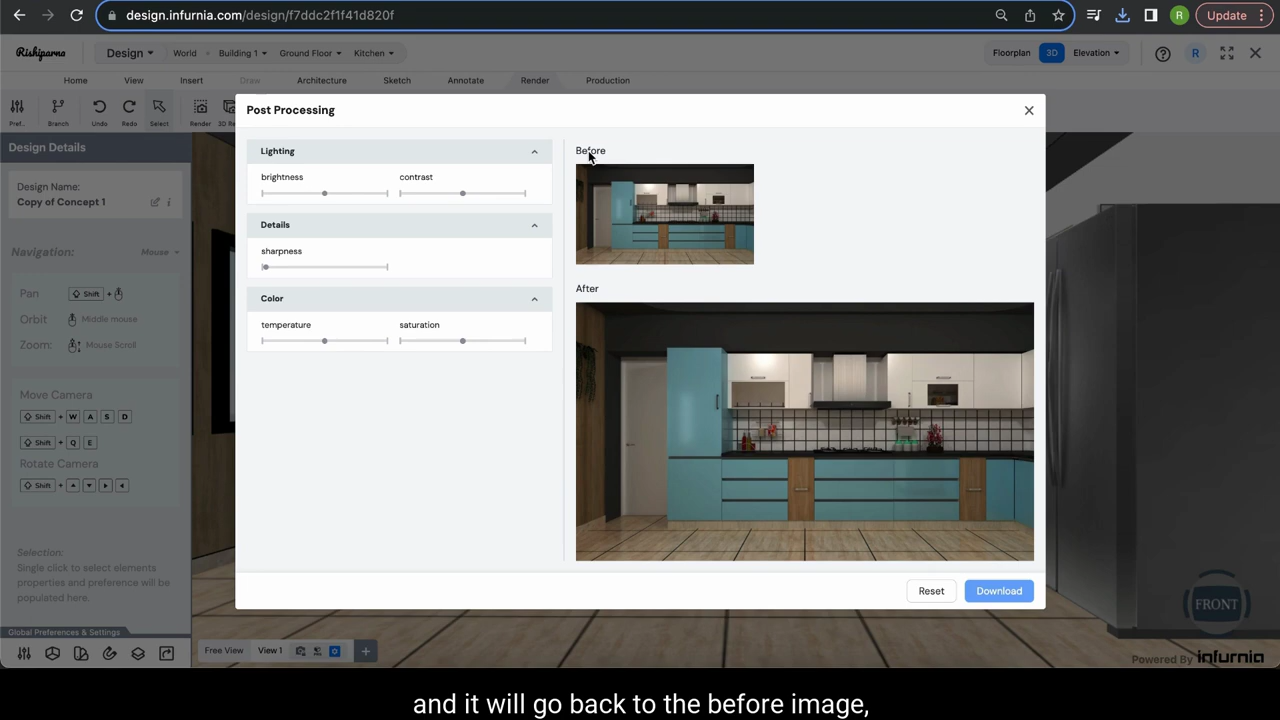 design.infurnia.com/design/f7ddc2f1f41d820f
R
Update
Rishiparna
Design
World
Building 1
Ground Floor
Kitchen
Floorplan
3D
Elevation
R
Home
View
Insert
Draw
Architecture
Sketch
Annotate
Render
Production
Pref..
Branch
Undo
Redo
Select
Render
Design Details
Design Name:
Copy of Concept 1
Navigation:
Mouse
Pan
Shift +
Orbit
Middle mouse
Zoom:
Mouse Scroll
Move Camera
Shift + W A S D
Shift + Q E
Rotate Camera
Shift +
Selection:
Single click to select elements
properties and preference will be
populated here.
Global Preferences & Settings
Post Processing
Lighting
brightness
contrast
Details
sharpness
Color
temperature
saturation
Before
After
Reset
Download
Free View
View 1
FRONT
Powered By infurnia
and it will go back to the before image,